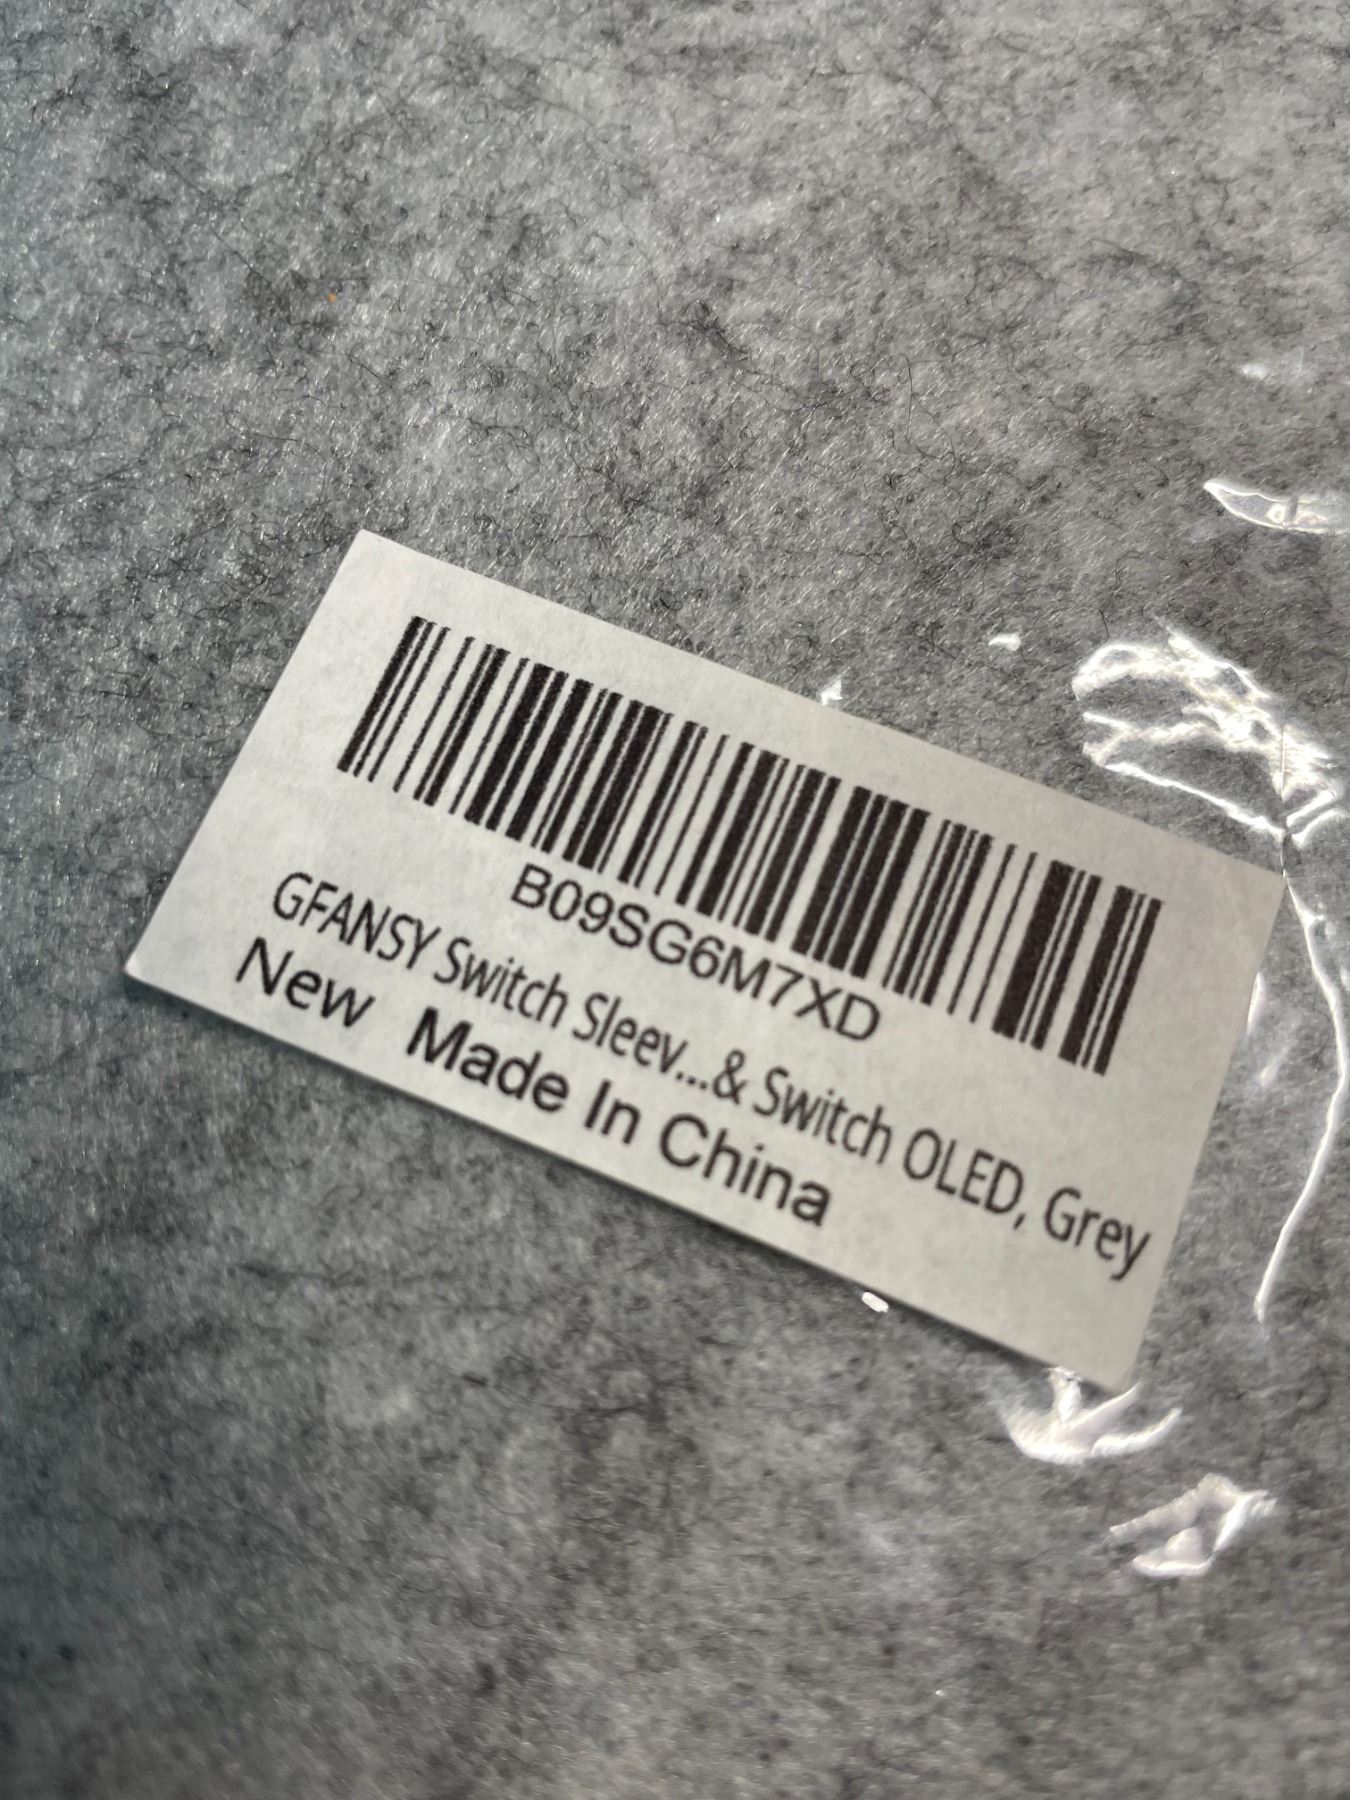 B09SG6M7XD
GFANSY Switch Sleev...& Switch OLED, Grey
New Made In China